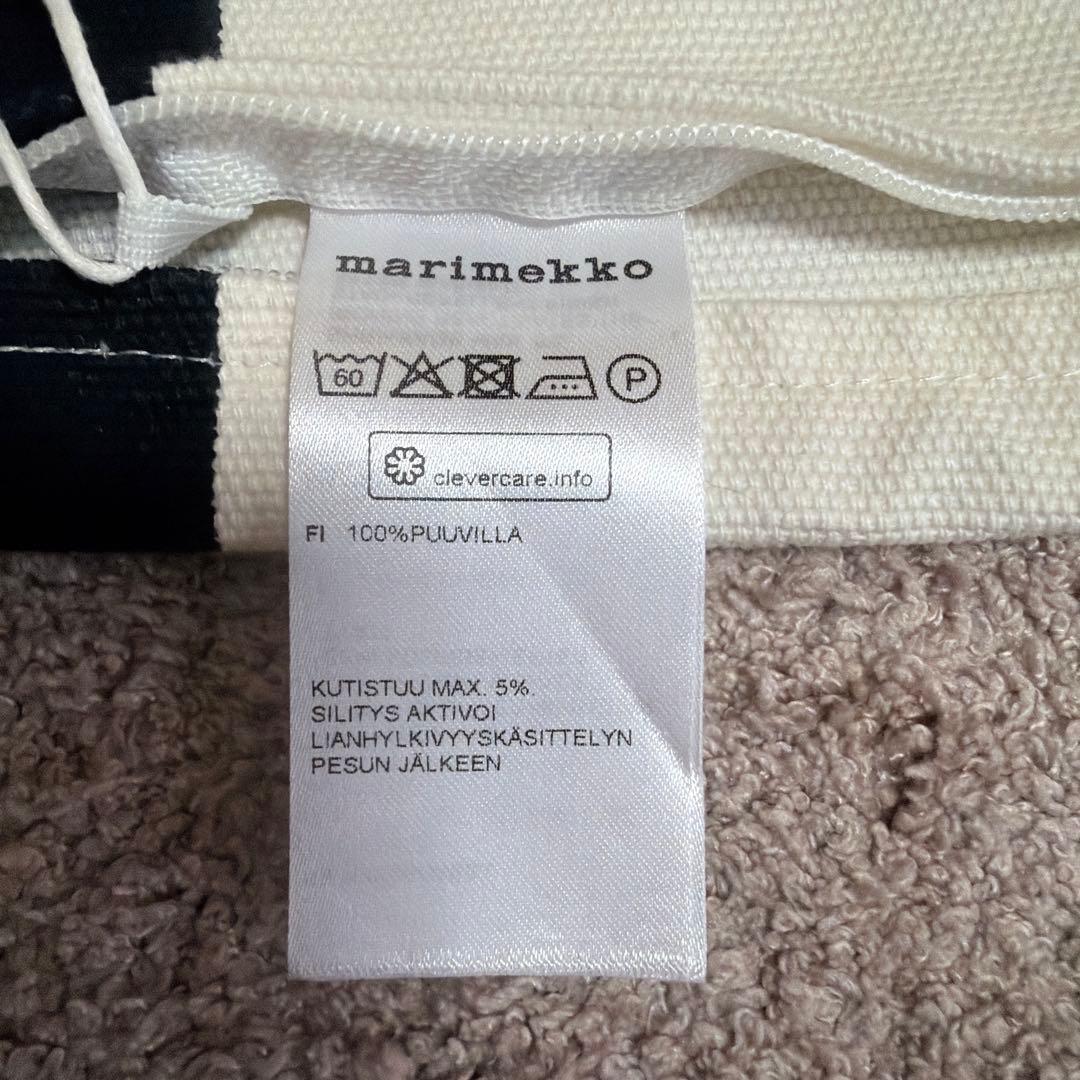 marimekko
60 P
clevercare.info
FI 100%PUUVILLA
KUTISTUU MAX. 5%.
SILITYS AKTIVOI
LIANHYLKIVYYSKÄSITTELYN
PESUN JÄLKEEN